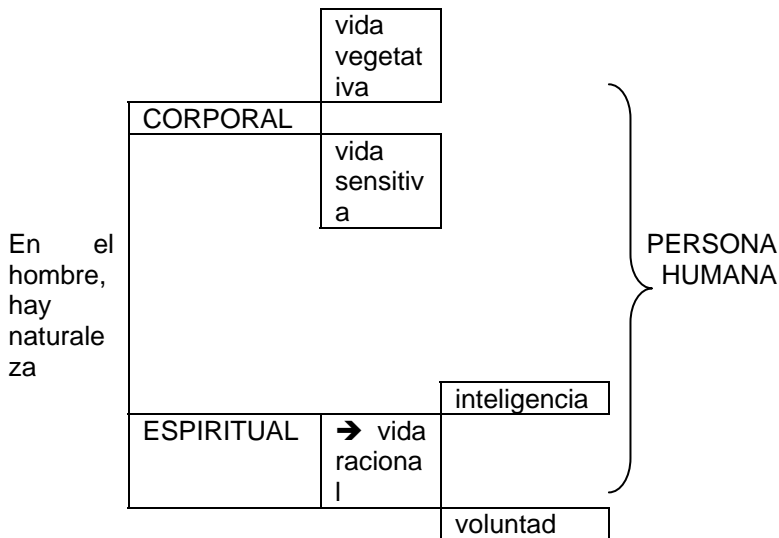 vida
vegetat
iva
CORPORAL
vida
sensitiv
a
En el
hombre,
hay
naturale
za
PERSONA
HUMANA
inteligencia
ESPIRITUAL
➔ vida
raciona
l
voluntad